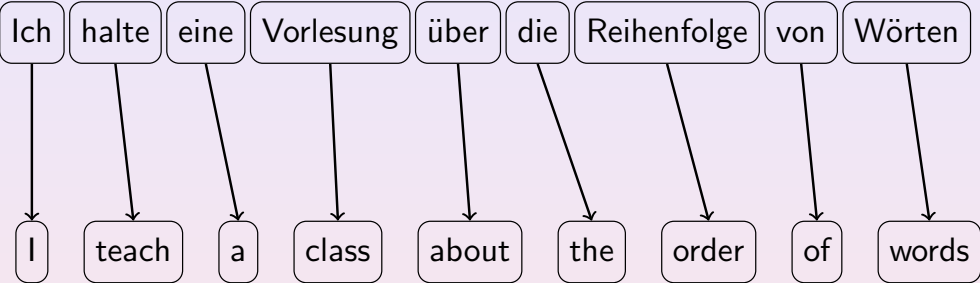 Ich halte eine Vorlesung über die Reihenfolge von Wörten
I teach a class about the order of words